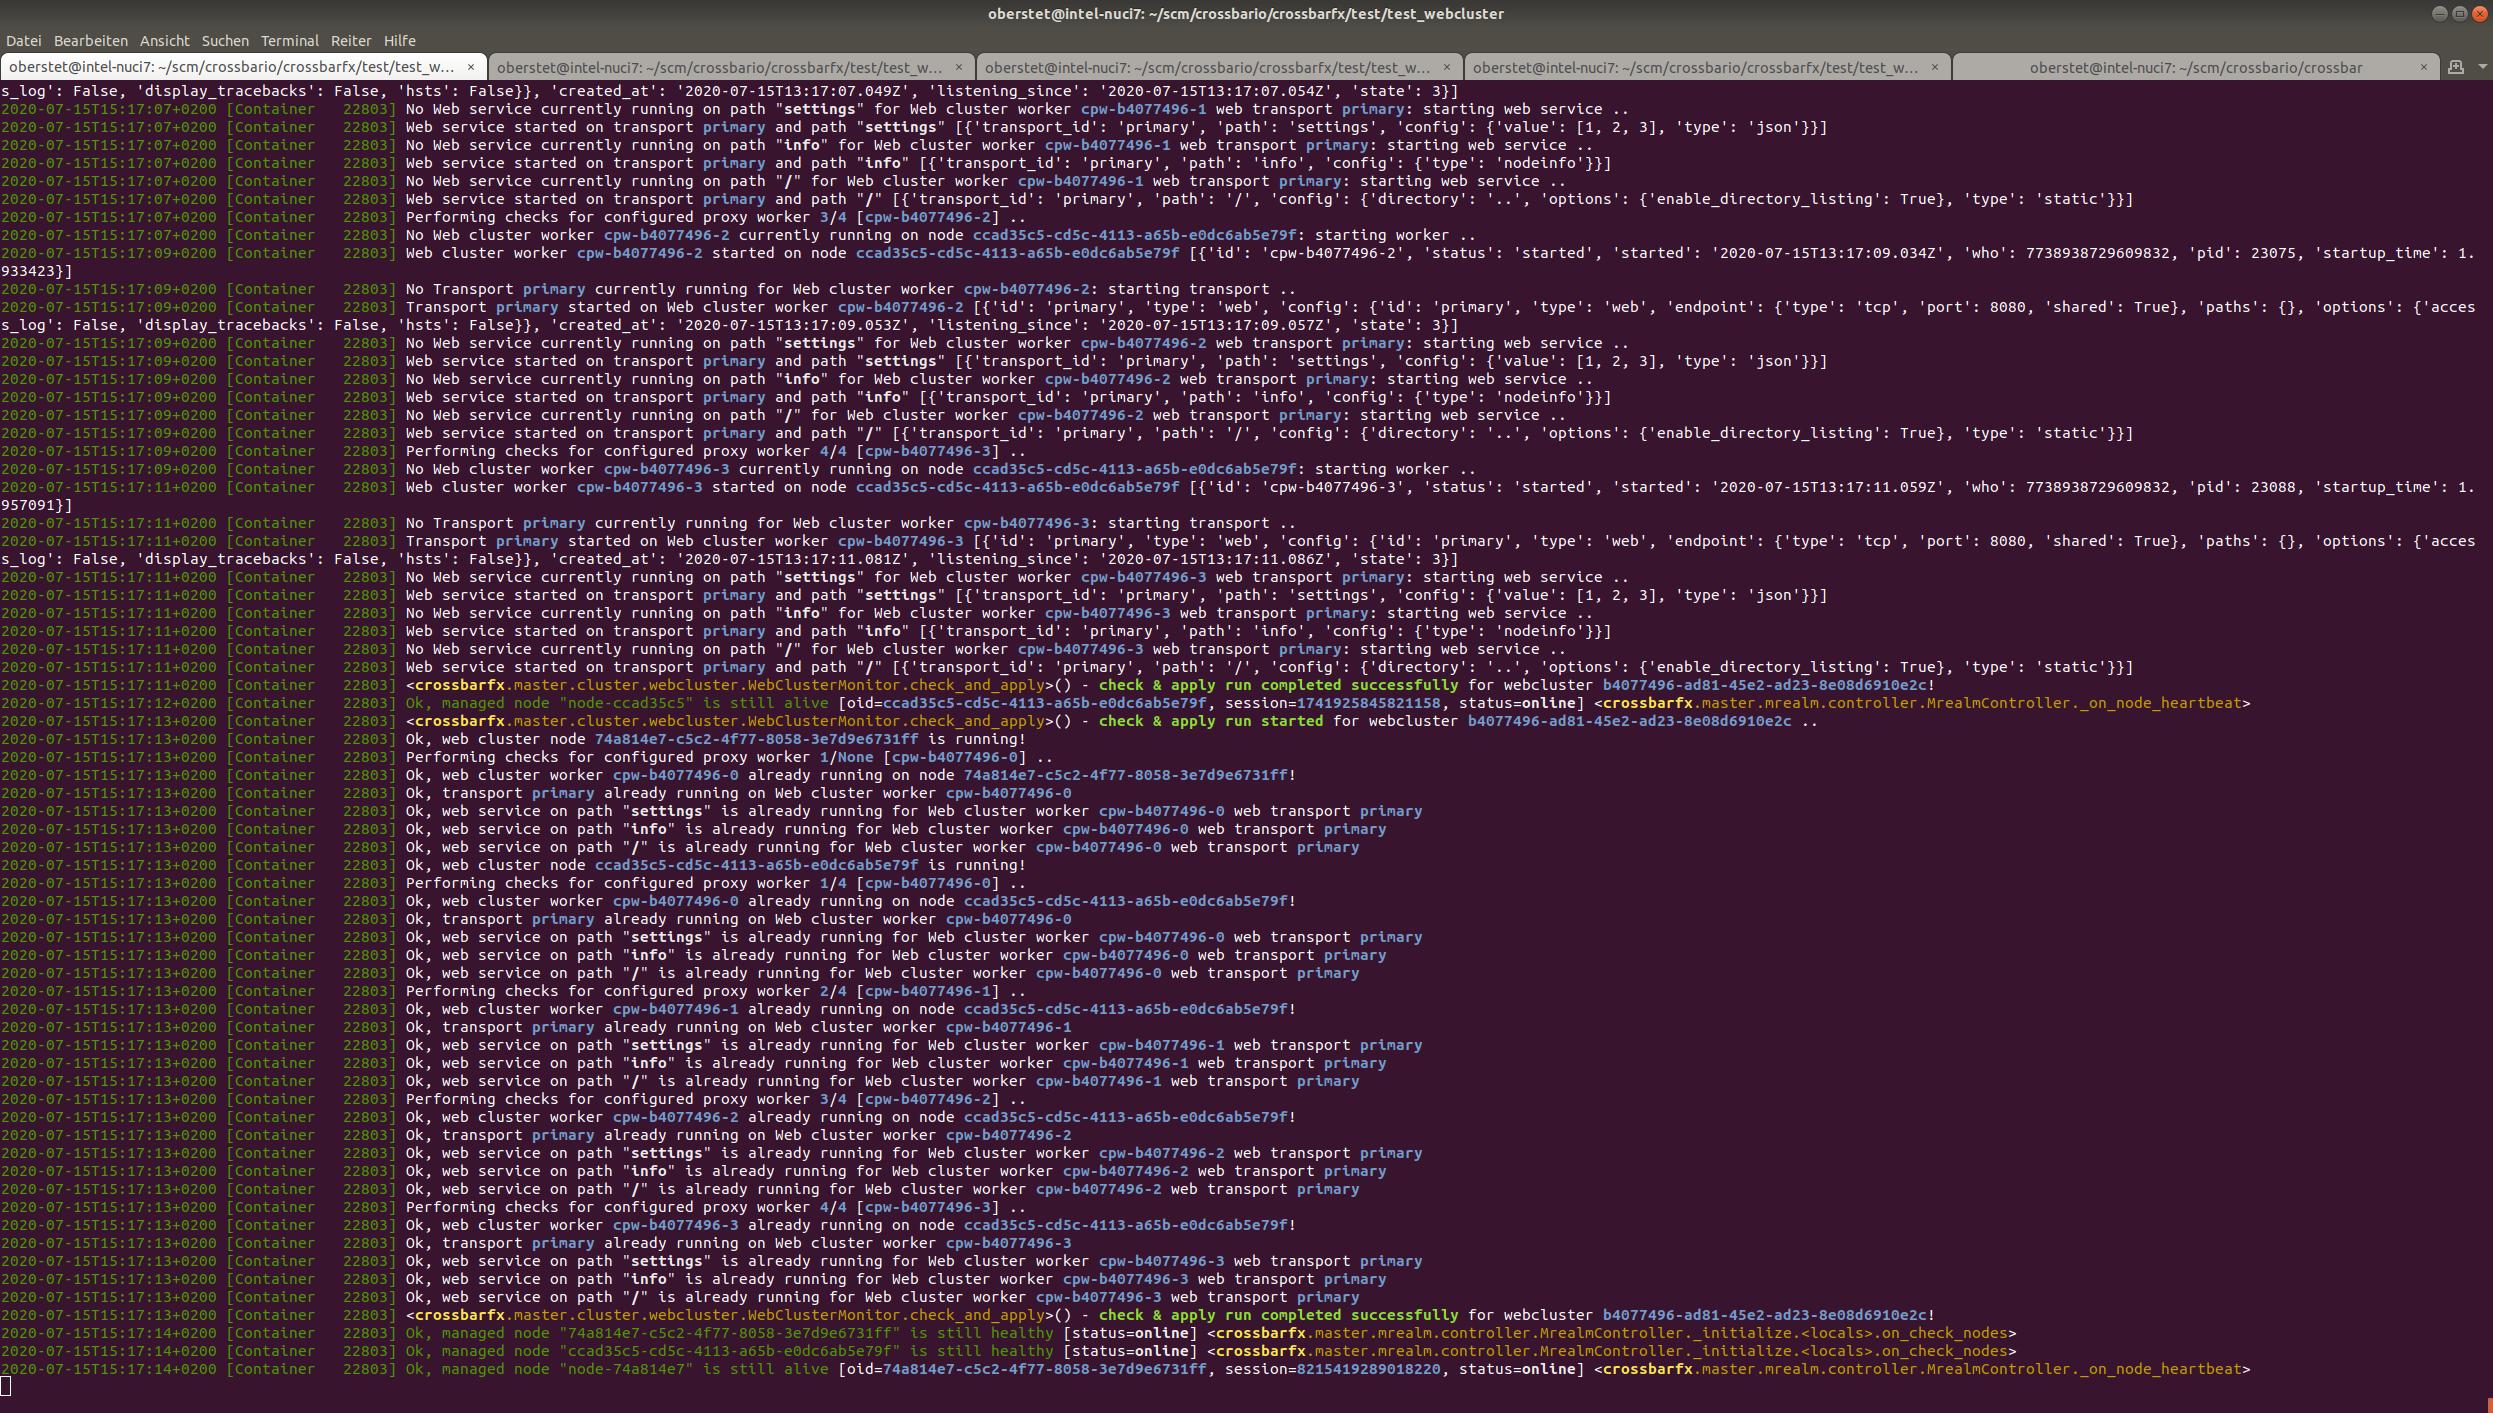 oberstet@intel-nuci7: ~/scm/crossbario/crossbarfx/test/test_webcluster
Datei Bearbeiten Ansicht Suchen Terminal Reiter Hilfe
oberstet@intel-nuci7: ~/scm/crossbario/crossbarfx/test/test_w... × oberstet@intel-nuci7: ~/scm/crossbario/crossbarfx/test/test_w... × oberstet@intel-nuci7: ~/scm/crossbario/crossbarfx/test/test_w... × oberstet@intel-nuci7: ~/scm/crossbario/crossbarfx/test/test_w... × oberstet@intel-nuci7: ~/scm/crossbario/crossbar ×
s_log': False, 'display_tracebacks': False, 'hsts': False}}, 'created_at': '2020-07-15T13:17:07.049Z', 'listening_since': '2020-07-15T13:17:07.054Z', 'state': 3}]
2020-07-15T15:17:07+0200 [Container   22803] No Web service currently running on path "settings" for Web cluster worker cpw-b4077496-1 web transport primary: starting web service ..
2020-07-15T15:17:07+0200 [Container   22803] Web service started on transport primary and path "settings" [{'transport_id': 'primary', 'path': 'settings', 'config': {'value': [1, 2, 3], 'type': 'json'}}]
2020-07-15T15:17:07+0200 [Container   22803] No Web service currently running on path "info" for Web cluster worker cpw-b4077496-1 web transport primary: starting web service ..
2020-07-15T15:17:07+0200 [Container   22803] Web service started on transport primary and path "info" [{'transport_id': 'primary', 'path': 'info', 'config': {'type': 'nodeinfo'}}]
2020-07-15T15:17:07+0200 [Container   22803] No Web service currently running on path "/" for Web cluster worker cpw-b4077496-1 web transport primary: starting web service ..
2020-07-15T15:17:07+0200 [Container   22803] Web service started on transport primary and path "/" [{'transport_id': 'primary', 'path': '/', 'config': {'directory': '..', 'options': {'enable_directory_listing': True}, 'type': 'static'}}]
2020-07-15T15:17:07+0200 [Container   22803] Performing checks for configured proxy worker 3/4 [cpw-b4077496-2] ..
2020-07-15T15:17:07+0200 [Container   22803] No Web cluster worker cpw-b4077496-2 currently running on node ccad35c5-cd5c-4113-a65b-e0dc6ab5e79f: starting worker ..
2020-07-15T15:17:09+0200 [Container   22803] Web cluster worker cpw-b4077496-2 started on node ccad35c5-cd5c-4113-a65b-e0dc6ab5e79f [{'id': 'cpw-b4077496-2', 'status': 'started', 'started': '2020-07-15T13:17:09.034Z', 'who': 7738938729609832, 'pid': 23075, 'startup_time': 1.
933423}]
2020-07-15T15:17:09+0200 [Container   22803] No Transport primary currently running for Web cluster worker cpw-b4077496-2: starting transport ..
2020-07-15T15:17:09+0200 [Container   22803] Transport primary started on Web cluster worker cpw-b4077496-2 [{'id': 'primary', 'type': 'web', 'config': {'id': 'primary', 'type': 'web', 'endpoint': {'type': 'tcp', 'port': 8080, 'shared': True}, 'paths': {}, 'options': {'acces
s_log': False, 'display_tracebacks': False, 'hsts': False}}, 'created_at': '2020-07-15T13:17:09.053Z', 'listening_since': '2020-07-15T13:17:09.057Z', 'state': 3}]
2020-07-15T15:17:09+0200 [Container   22803] No Web service currently running on path "settings" for Web cluster worker cpw-b4077496-2 web transport primary: starting web service ..
2020-07-15T15:17:09+0200 [Container   22803] Web service started on transport primary and path "settings" [{'transport_id': 'primary', 'path': 'settings', 'config': {'value': [1, 2, 3], 'type': 'json'}}]
2020-07-15T15:17:09+0200 [Container   22803] No Web service currently running on path "info" for Web cluster worker cpw-b4077496-2 web transport primary: starting web service ..
2020-07-15T15:17:09+0200 [Container   22803] Web service started on transport primary and path "info" [{'transport_id': 'primary', 'path': 'info', 'config': {'type': 'nodeinfo'}}]
2020-07-15T15:17:09+0200 [Container   22803] No Web service currently running on path "/" for Web cluster worker cpw-b4077496-2 web transport primary: starting web service ..
2020-07-15T15:17:09+0200 [Container   22803] Web service started on transport primary and path "/" [{'transport_id': 'primary', 'path': '/', 'config': {'directory': '..', 'options': {'enable_directory_listing': True}, 'type': 'static'}}]
2020-07-15T15:17:09+0200 [Container   22803] Performing checks for configured proxy worker 4/4 [cpw-b4077496-3] ..
2020-07-15T15:17:09+0200 [Container   22803] No Web cluster worker cpw-b4077496-3 currently running on node ccad35c5-cd5c-4113-a65b-e0dc6ab5e79f: starting worker ..
2020-07-15T15:17:11+0200 [Container   22803] Web cluster worker cpw-b4077496-3 started on node ccad35c5-cd5c-4113-a65b-e0dc6ab5e79f [{'id': 'cpw-b4077496-3', 'status': 'started', 'started': '2020-07-15T13:17:11.059Z', 'who': 7738938729609832, 'pid': 23088, 'startup_time': 1.
957091}]
2020-07-15T15:17:11+0200 [Container   22803] No Transport primary currently running for Web cluster worker cpw-b4077496-3: starting transport ..
2020-07-15T15:17:11+0200 [Container   22803] Transport primary started on Web cluster worker cpw-b4077496-3 [{'id': 'primary', 'type': 'web', 'config': {'id': 'primary', 'type': 'web', 'endpoint': {'type': 'tcp', 'port': 8080, 'shared': True}, 'paths': {}, 'options': {'acces
s_log': False, 'display_tracebacks': False, 'hsts': False}}, 'created_at': '2020-07-15T13:17:11.081Z', 'listening_since': '2020-07-15T13:17:11.086Z', 'state': 3}]
2020-07-15T15:17:11+0200 [Container   22803] No Web service currently running on path "settings" for Web cluster worker cpw-b4077496-3 web transport primary: starting web service ..
2020-07-15T15:17:11+0200 [Container   22803] Web service started on transport primary and path "settings" [{'transport_id': 'primary', 'path': 'settings', 'config': {'value': [1, 2, 3], 'type': 'json'}}]
2020-07-15T15:17:11+0200 [Container   22803] No Web service currently running on path "info" for Web cluster worker cpw-b4077496-3 web transport primary: starting web service ..
2020-07-15T15:17:11+0200 [Container   22803] Web service started on transport primary and path "info" [{'transport_id': 'primary', 'path': 'info', 'config': {'type': 'nodeinfo'}}]
2020-07-15T15:17:11+0200 [Container   22803] No Web service currently running on path "/" for Web cluster worker cpw-b4077496-3 web transport primary: starting web service ..
2020-07-15T15:17:11+0200 [Container   22803] Web service started on transport primary and path "/" [{'transport_id': 'primary', 'path': '/', 'config': {'directory': '..', 'options': {'enable_directory_listing': True}, 'type': 'static'}}]
2020-07-15T15:17:11+0200 [Container   22803] <crossbarfx.master.cluster.webcluster.WebClusterMonitor.check_and_apply>() - check & apply run completed successfully for webcluster b4077496-ad81-45e2-ad23-8e08d6910e2c!
2020-07-15T15:17:12+0200 [Container   22803] Ok, managed node "node-ccad35c5" is still alive [oid=ccad35c5-cd5c-4113-a65b-e0dc6ab5e79f, session=1741925845821158, status=online] <crossbarfx.master.mrealm.controller.MrealmController._on_node_heartbeat>
2020-07-15T15:17:13+0200 [Container   22803] <crossbarfx.master.cluster.webcluster.WebClusterMonitor.check_and_apply>() - check & apply run started for webcluster b4077496-ad81-45e2-ad23-8e08d6910e2c ..
2020-07-15T15:17:13+0200 [Container   22803] Ok, web cluster node 74a814e7-c5c2-4f77-8058-3e7d9e6731ff is running!
2020-07-15T15:17:13+0200 [Container   22803] Performing checks for configured proxy worker 1/None [cpw-b4077496-0] ..
2020-07-15T15:17:13+0200 [Container   22803] Ok, web cluster worker cpw-b4077496-0 already running on node 74a814e7-c5c2-4f77-8058-3e7d9e6731ff!
2020-07-15T15:17:13+0200 [Container   22803] Ok, transport primary already running on Web cluster worker cpw-b4077496-0
2020-07-15T15:17:13+0200 [Container   22803] Ok, web service on path "settings" is already running for Web cluster worker cpw-b4077496-0 web transport primary
2020-07-15T15:17:13+0200 [Container   22803] Ok, web service on path "info" is already running for Web cluster worker cpw-b4077496-0 web transport primary
2020-07-15T15:17:13+0200 [Container   22803] Ok, web service on path "/" is already running for Web cluster worker cpw-b4077496-0 web transport primary
2020-07-15T15:17:13+0200 [Container   22803] Ok, web cluster node ccad35c5-cd5c-4113-a65b-e0dc6ab5e79f is running!
2020-07-15T15:17:13+0200 [Container   22803] Performing checks for configured proxy worker 1/4 [cpw-b4077496-0] ..
2020-07-15T15:17:13+0200 [Container   22803] Ok, web cluster worker cpw-b4077496-0 already running on node ccad35c5-cd5c-4113-a65b-e0dc6ab5e79f!
2020-07-15T15:17:13+0200 [Container   22803] Ok, transport primary already running on Web cluster worker cpw-b4077496-0
2020-07-15T15:17:13+0200 [Container   22803] Ok, web service on path "settings" is already running for Web cluster worker cpw-b4077496-0 web transport primary
2020-07-15T15:17:13+0200 [Container   22803] Ok, web service on path "info" is already running for Web cluster worker cpw-b4077496-0 web transport primary
2020-07-15T15:17:13+0200 [Container   22803] Ok, web service on path "/" is already running for Web cluster worker cpw-b4077496-0 web transport primary
2020-07-15T15:17:13+0200 [Container   22803] Performing checks for configured proxy worker 2/4 [cpw-b4077496-1] ..
2020-07-15T15:17:13+0200 [Container   22803] Ok, web cluster worker cpw-b4077496-1 already running on node ccad35c5-cd5c-4113-a65b-e0dc6ab5e79f!
2020-07-15T15:17:13+0200 [Container   22803] Ok, transport primary already running on Web cluster worker cpw-b4077496-1
2020-07-15T15:17:13+0200 [Container   22803] Ok, web service on path "settings" is already running for Web cluster worker cpw-b4077496-1 web transport primary
2020-07-15T15:17:13+0200 [Container   22803] Ok, web service on path "info" is already running for Web cluster worker cpw-b4077496-1 web transport primary
2020-07-15T15:17:13+0200 [Container   22803] Ok, web service on path "/" is already running for Web cluster worker cpw-b4077496-1 web transport primary
2020-07-15T15:17:13+0200 [Container   22803] Performing checks for configured proxy worker 3/4 [cpw-b4077496-2] ..
2020-07-15T15:17:13+0200 [Container   22803] Ok, web cluster worker cpw-b4077496-2 already running on node ccad35c5-cd5c-4113-a65b-e0dc6ab5e79f!
2020-07-15T15:17:13+0200 [Container   22803] Ok, transport primary already running on Web cluster worker cpw-b4077496-2
2020-07-15T15:17:13+0200 [Container   22803] Ok, web service on path "settings" is already running for Web cluster worker cpw-b4077496-2 web transport primary
2020-07-15T15:17:13+0200 [Container   22803] Ok, web service on path "info" is already running for Web cluster worker cpw-b4077496-2 web transport primary
2020-07-15T15:17:13+0200 [Container   22803] Ok, web service on path "/" is already running for Web cluster worker cpw-b4077496-2 web transport primary
2020-07-15T15:17:13+0200 [Container   22803] Performing checks for configured proxy worker 4/4 [cpw-b4077496-3] ..
2020-07-15T15:17:13+0200 [Container   22803] Ok, web cluster worker cpw-b4077496-3 already running on node ccad35c5-cd5c-4113-a65b-e0dc6ab5e79f!
2020-07-15T15:17:13+0200 [Container   22803] Ok, transport primary already running on Web cluster worker cpw-b4077496-3
2020-07-15T15:17:13+0200 [Container   22803] Ok, web service on path "settings" is already running for Web cluster worker cpw-b4077496-3 web transport primary
2020-07-15T15:17:13+0200 [Container   22803] Ok, web service on path "info" is already running for Web cluster worker cpw-b4077496-3 web transport primary
2020-07-15T15:17:13+0200 [Container   22803] Ok, web service on path "/" is already running for Web cluster worker cpw-b4077496-3 web transport primary
2020-07-15T15:17:13+0200 [Container   22803] <crossbarfx.master.cluster.webcluster.WebClusterMonitor.check_and_apply>() - check & apply run completed successfully for webcluster b4077496-ad81-45e2-ad23-8e08d6910e2c!
2020-07-15T15:17:14+0200 [Container   22803] Ok, managed node "74a814e7-c5c2-4f77-8058-3e7d9e6731ff" is still healthy [status=online] <crossbarfx.master.mrealm.controller.MrealmController._initialize.<locals>.on_check_nodes>
2020-07-15T15:17:14+0200 [Container   22803] Ok, managed node "ccad35c5-cd5c-4113-a65b-e0dc6ab5e79f" is still healthy [status=online] <crossbarfx.master.mrealm.controller.MrealmController._initialize.<locals>.on_check_nodes>
2020-07-15T15:17:14+0200 [Container   22803] Ok, managed node "node-74a814e7" is still alive [oid=74a814e7-c5c2-4f77-8058-3e7d9e6731ff, session=8215419289018220, status=online] <crossbarfx.master.mrealm.controller.MrealmController._on_node_heartbeat>